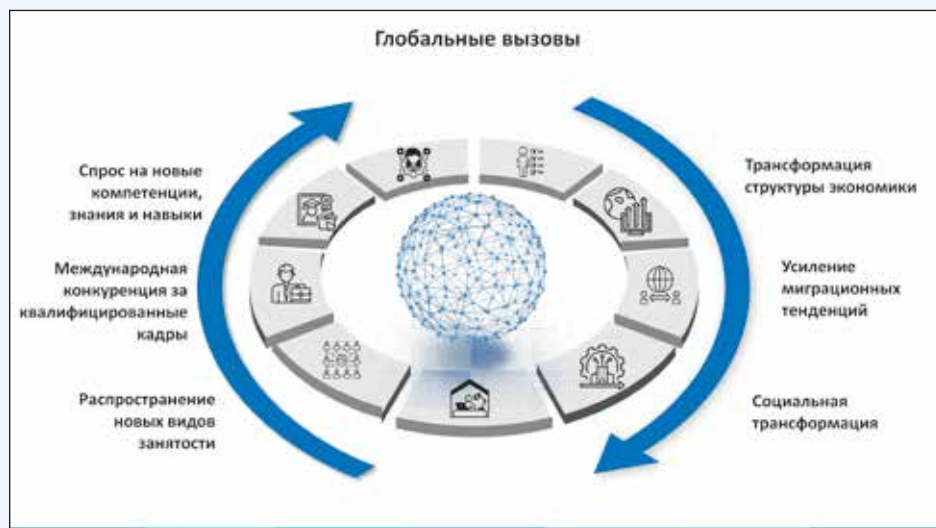 Глобальные вызовы
Спрос на новые
компетенции,
знания и навыки
Международная
конкуренция за
квалифицированные
кадры
Распространение
новых видов
занятости
Трансформация
структуры экономики
Усиление
миграционных
тенденций
Социальная
трансформация